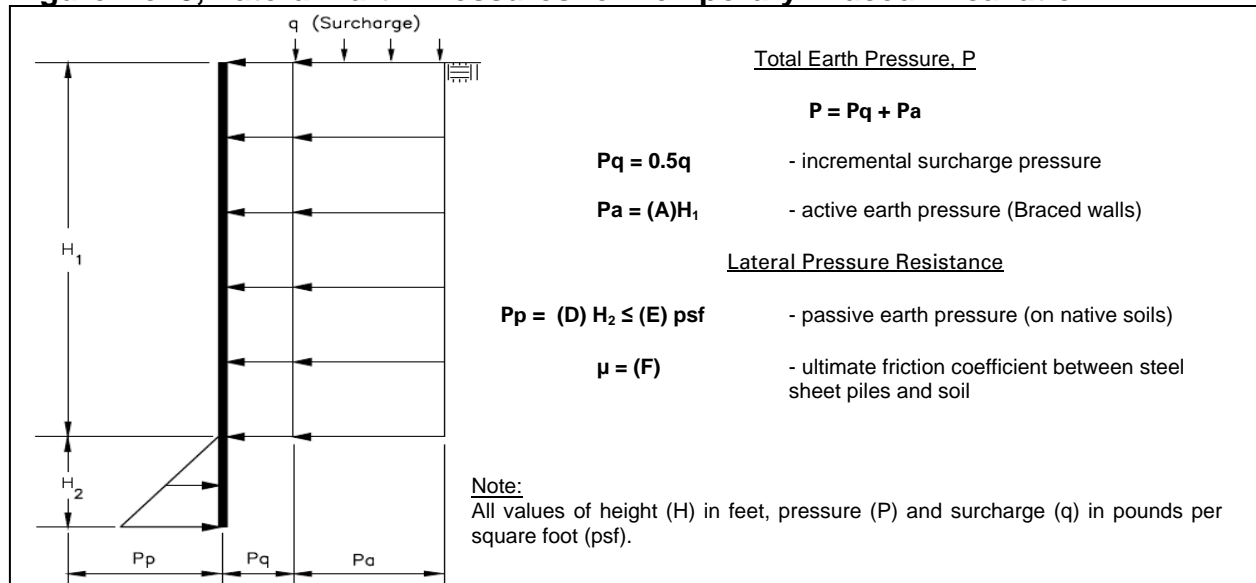 q (Surcharge)
Total Earth Pressure, P
P = Pq + Pa
Pq = 0.5q - incremental surcharge pressure
Pa = (A)H₁ - active earth pressure (Braced walls)
Lateral Pressure Resistance
Pp = (D) H₂ ≤ (E) psf - passive earth pressure (on native soils)
µ = (F) - ultimate friction coefficient between steel
sheet piles and soil
H₁
H₂
Note:
All values of height (H) in feet, pressure (P) and surcharge (q) in pounds per
square foot (psf).
Pp Pq Pa